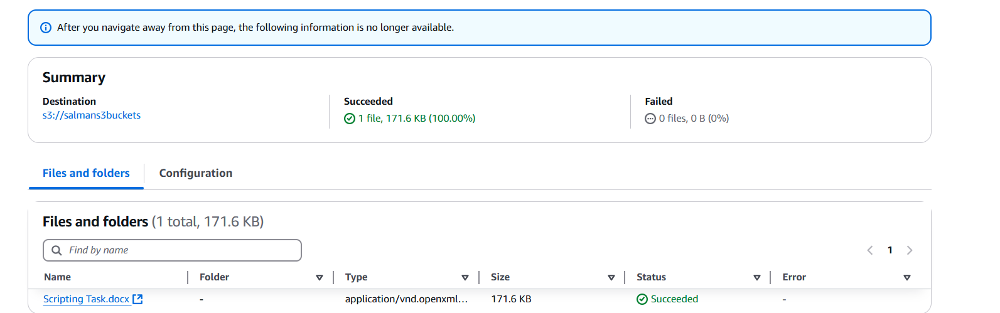 After you navigate away from this page, the following information is no longer available.
Summary
Destination
s3://salmans3buckets
Succeeded
1 file, 171.6 KB (100.00%)
Failed
0 files, 0 B (0%)
Files and folders
Configuration
Files and folders (1 total, 171.6 KB)
Find by name
1
Name Folder Type Size Status Error
Scripting Task.docx - application/vnd.openxml... 171.6 KB Succeeded -